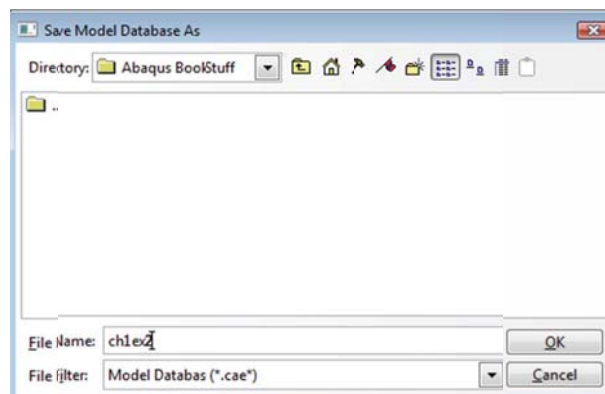 Save Model Database As
Directory: Abaqus BookStuff
..
File Name: ch1ex2
OK
File Filter: Model Databas (*.cae*)
Cancel